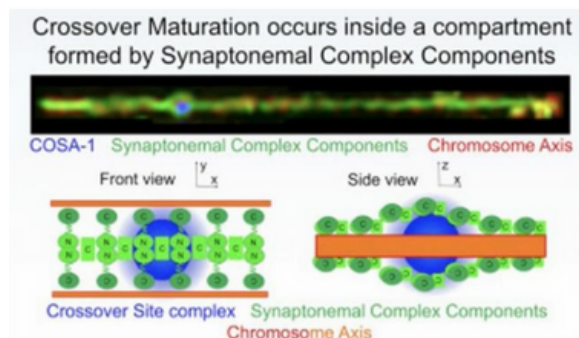 Crossover Maturation occurs inside a compartment
formed by Synaptonemal Complex Components
COSA-1 Synaptonemal Complex Components Chromosome Axis
Front view y x Side view z x
C C C C C C
N N N N N N
C C C C C C C
N N N N N N
C C C C C C
Crossover Site complex Synaptonemal Complex Components
Chromosome Axis